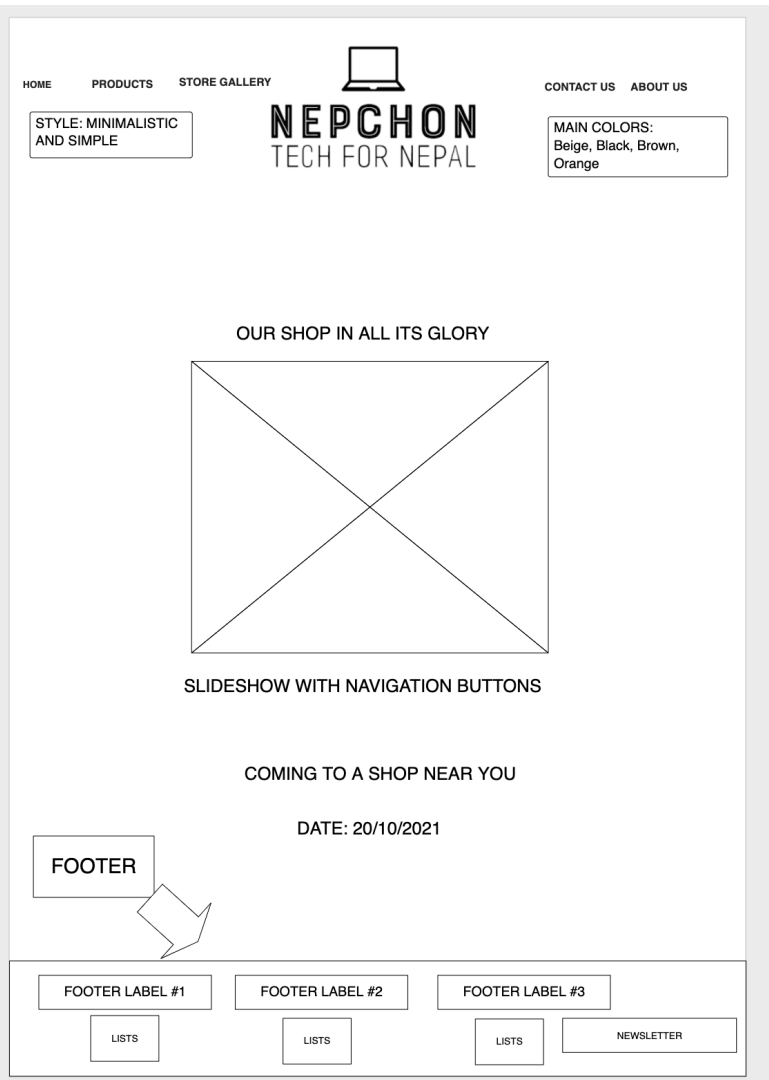 HOME
PRODUCTS
STORE GALLERY
CONTACT US
ABOUT US
STYLE: MINIMALISTIC
AND SIMPLE
NEPCHON
TECH FOR NEPAL
MAIN COLORS:
Beige, Black, Brown,
Orange
OUR SHOP IN ALL ITS GLORY
SLIDESHOW WITH NAVIGATION BUTTONS
COMING TO A SHOP NEAR YOU
DATE: 20/10/2021
FOOTER
FOOTER LABEL #1
FOOTER LABEL #2
FOOTER LABEL #3
LISTS
LISTS
LISTS
NEWSLETTER